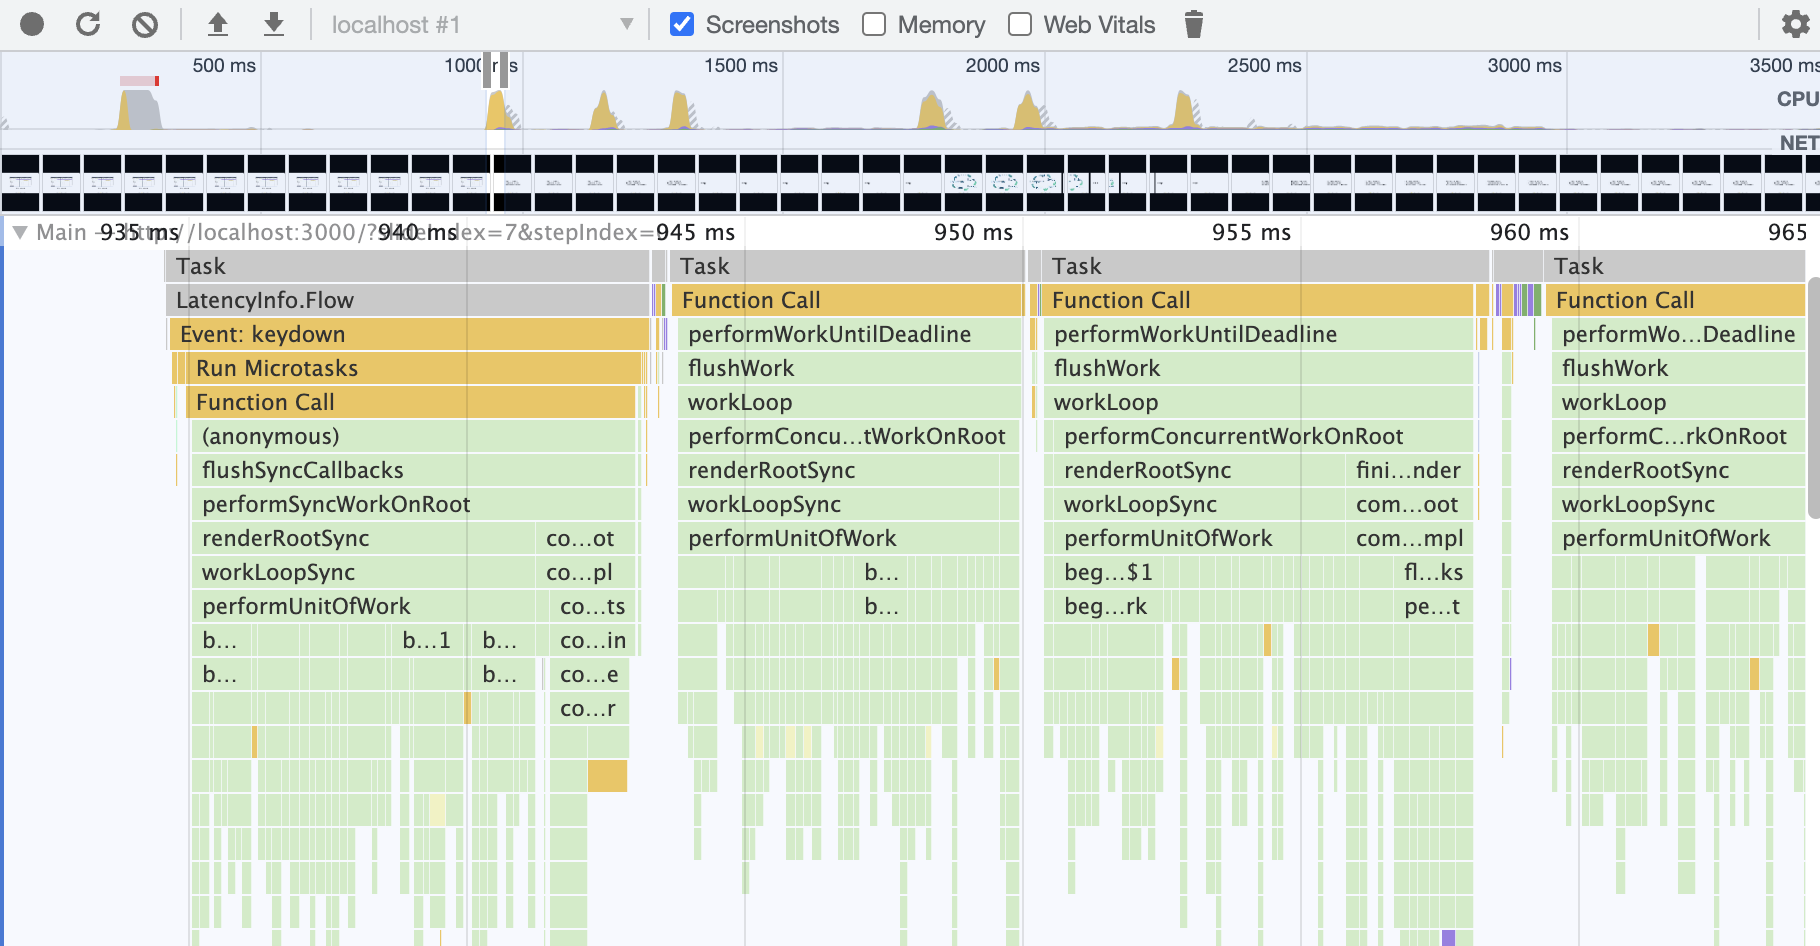 localhost #1 Screenshots Memory Web Vitals
500 ms 1500 ms 2000 ms 2500 ms 3000 ms 3500 ms
CPU
NET
935 ms 940 ms 945 ms 950 ms 955 ms 960 ms 965
Main — //localhost:3000/? =7&stepIndex=
Task Task Task Task
LatencyInfo.Flow Function Call Function Call Function Call
Event: keydown performWorkUntilDeadline performWorkUntilDeadline performWo…Deadline
Run Microtasks flushWork flushWork flushWork
Function Call workLoop workLoop workLoop
(anonymous) performConcu…tWorkOnRoot performConcurrentWorkOnRoot performC…rkOnRoot
flushSyncCallbacks renderRootSync renderRootSync fini…nder renderRootSync
performSyncWorkOnRoot workLoopSync workLoopSync com…oot workLoopSync
renderRootSync co…ot performUnitOfWork performUnitOfWork com…mpl performUnitOfWork
workLoopSync co…pl b… beg…$1 fl…ks
performUnitOfWork co…ts b… beg…rk pe…t
b… b…1 b… co…in
b… b… co…e
co…r